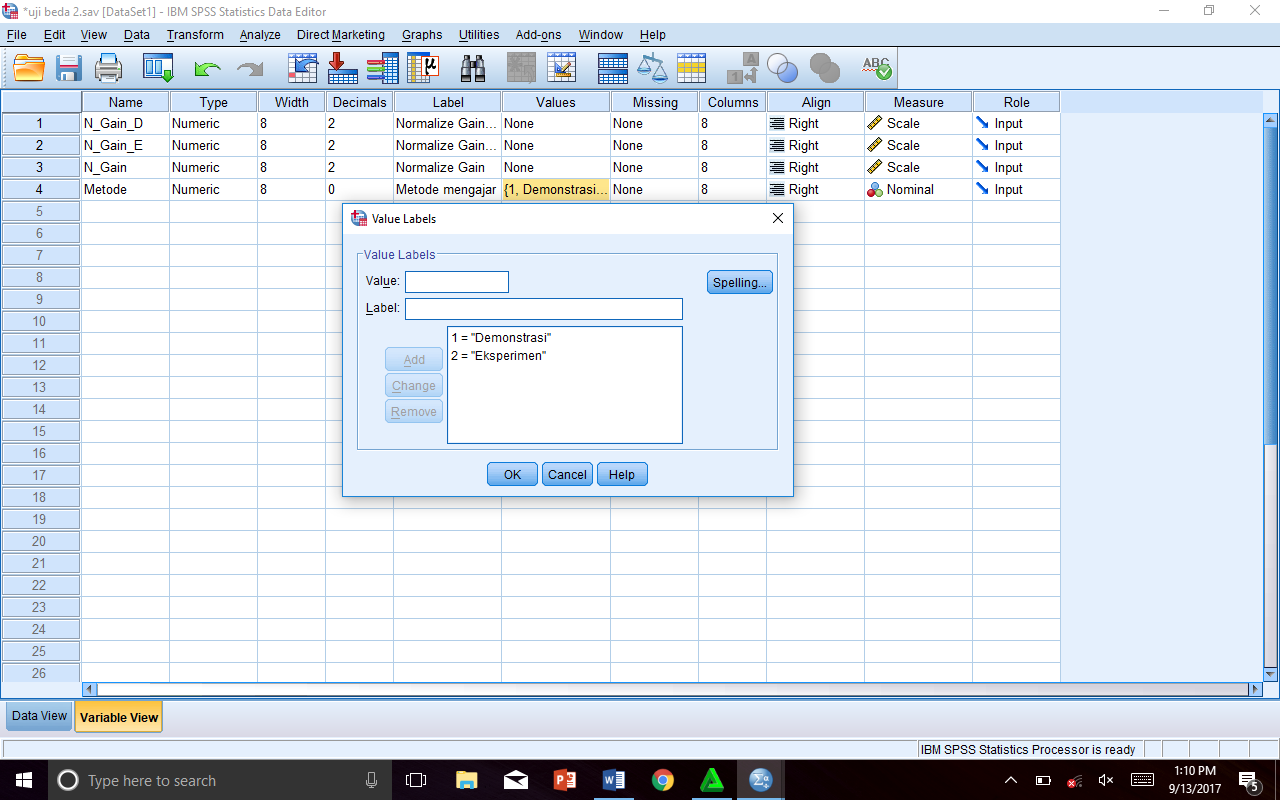 *uji beda 2.sav [DataSet1] - IBM SPSS Statistics Data Editor
File Edit View Data Transform Analyze Direct Marketing Graphs Utilities Add-ons Window Help
Name Type Width Decimals Label Values Missing Columns Align Measure Role
1 N_Gain_D Numeric 8 2 Normalize Gain... None None 8 Right Scale Input
2 N_Gain_E Numeric 8 2 Normalize Gain... None None 8 Right Scale Input
3 N_Gain Numeric 8 2 Normalize Gain None None 8 Right Scale Input
4 Metode Numeric 8 0 Metode mengajar {1, Demonstrasi... None 8 Right Nominal Input
5
6
7
8
9
10
11
12
13
14
15
16
17
18
19
20
21
22
23
24
25
26
Value Labels
Value Labels
Value:
Spelling...
Label:
1 = "Demonstrasi"
2 = "Eksperimen"
Add
Change
Remove
OK Cancel Help
Data View Variable View
IBM SPSS Statistics Processor is ready
Type here to search
1:10 PM
9/13/2017
5